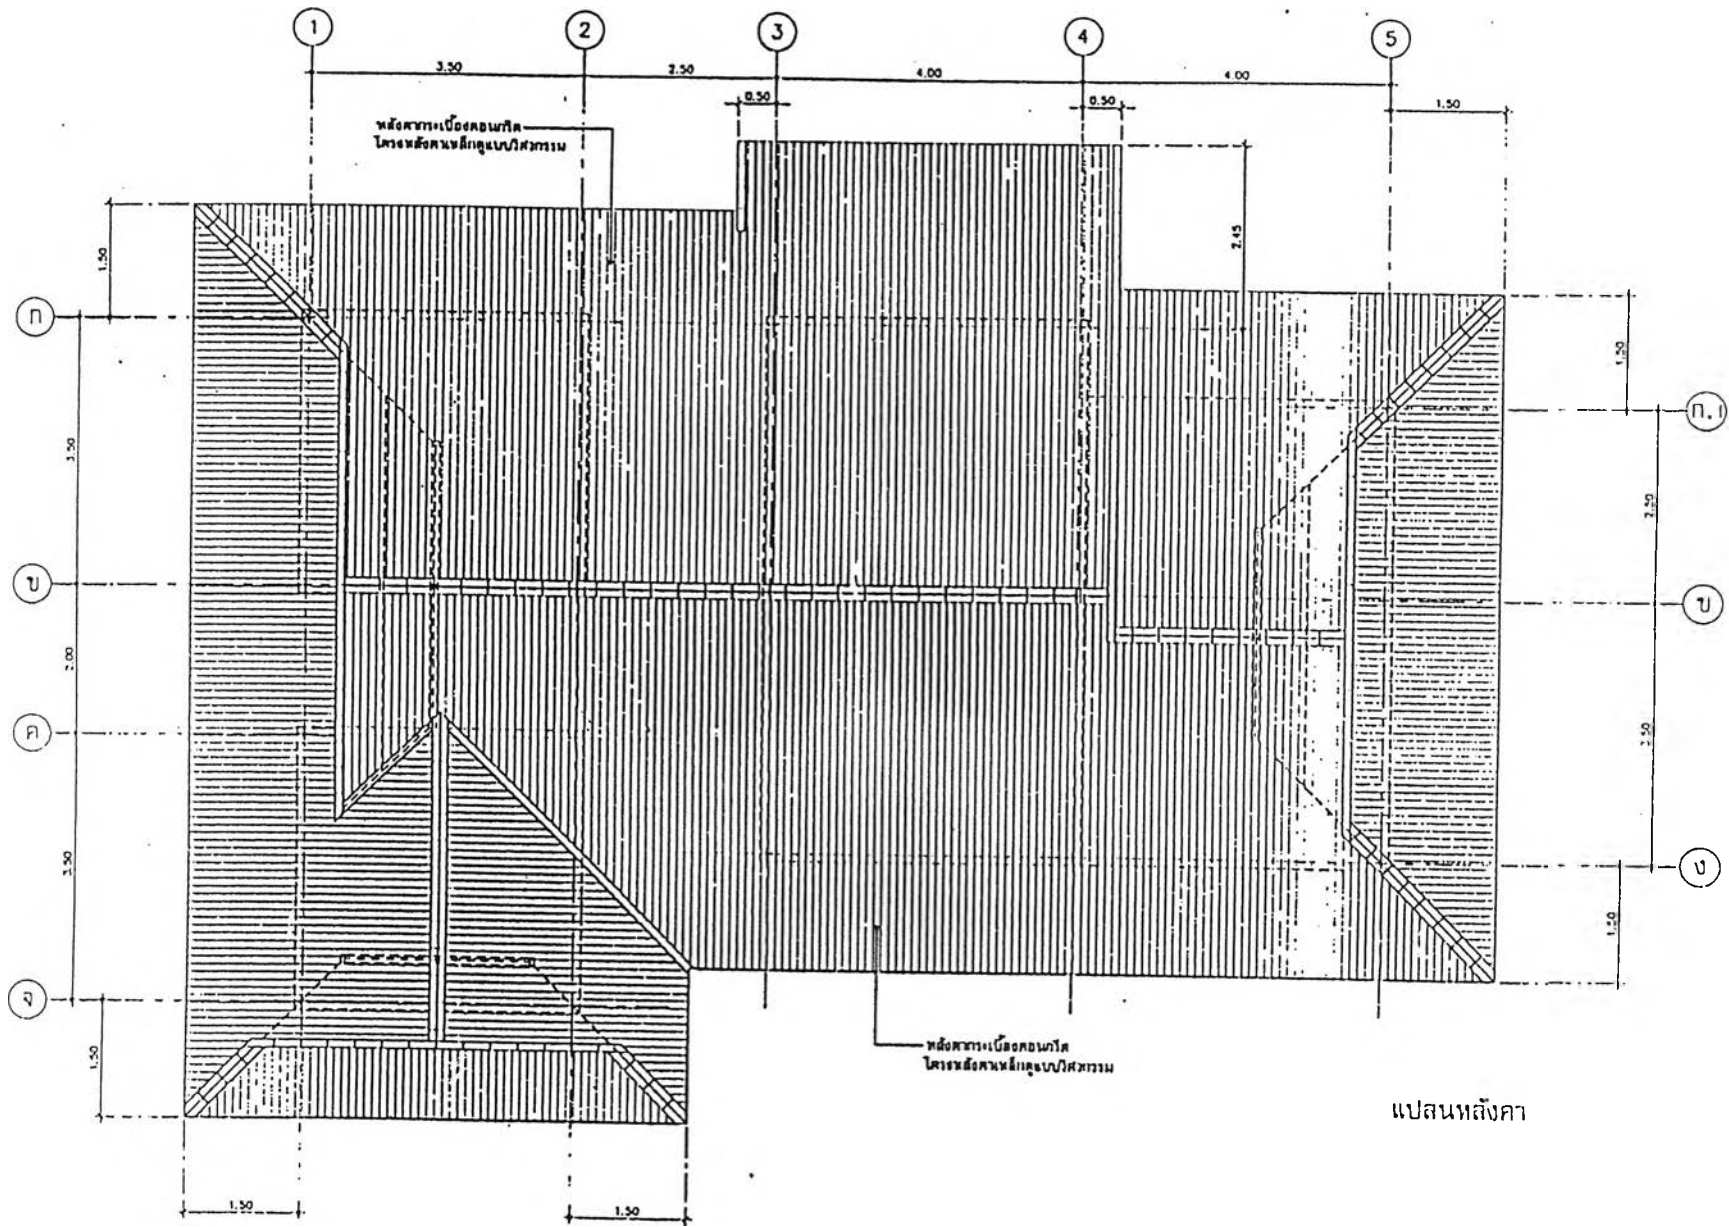 1 2 3 4 5
3.50 2.50 4.00 4.00
0.50 0.50 1.50
หลังคากระเบื้องคอนกรีต
โครงหลังคาเหล็กดูแบบวิศวกรรม
1.50
2.45
ก
1.50
ก.1
3.50
2.50
ข
ข
2.00
ค
3.50
3.50
ง
1.50
จ
1.50
หลังคากระเบื้องคอนกรีต
โครงหลังคาเหล็กดูแบบวิศวกรรม
แปลนหลังคา
1.50 1.50